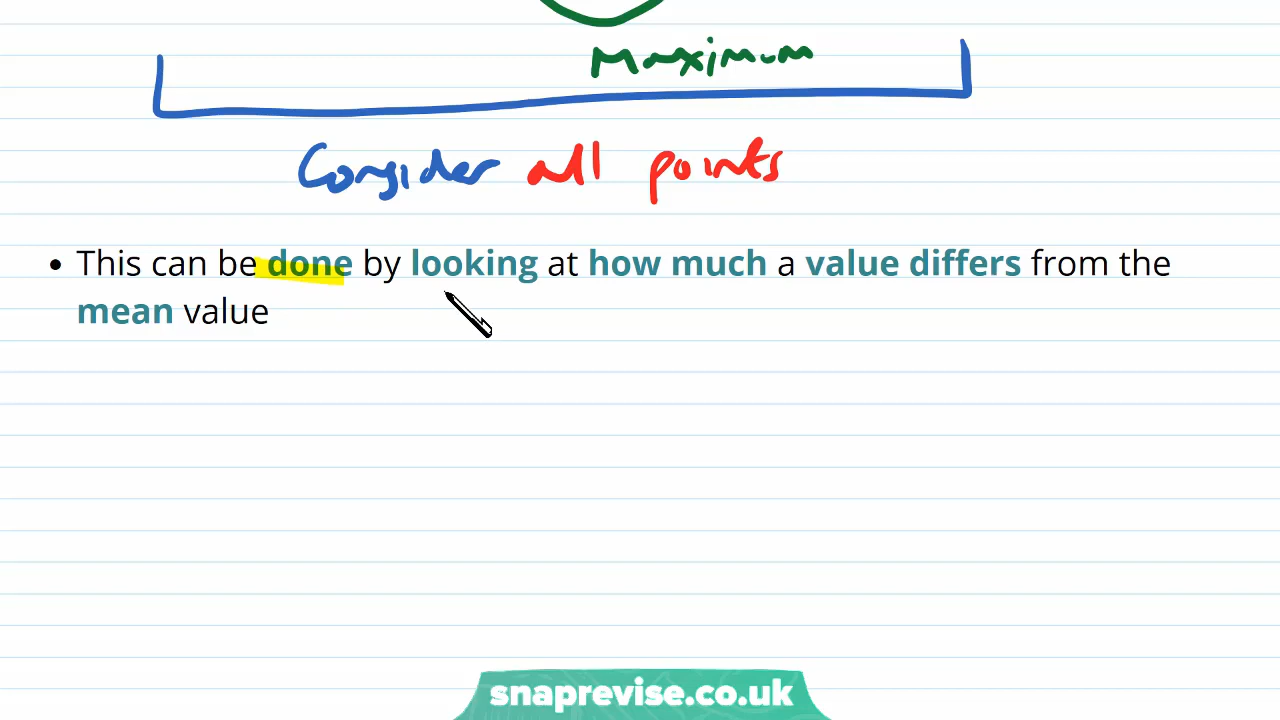 Maximum
Consider all points
• This can be done by looking at how much a value differs from the
mean value
snaprevise.co.uk